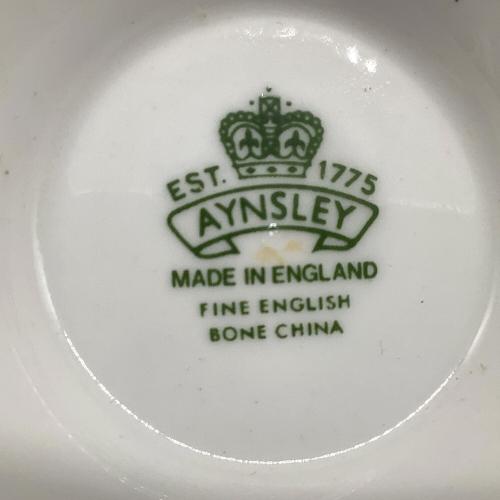 EST. 1775
AYNSLEY
MADE IN ENGLAND
FINE ENGLISH
BONE CHINA